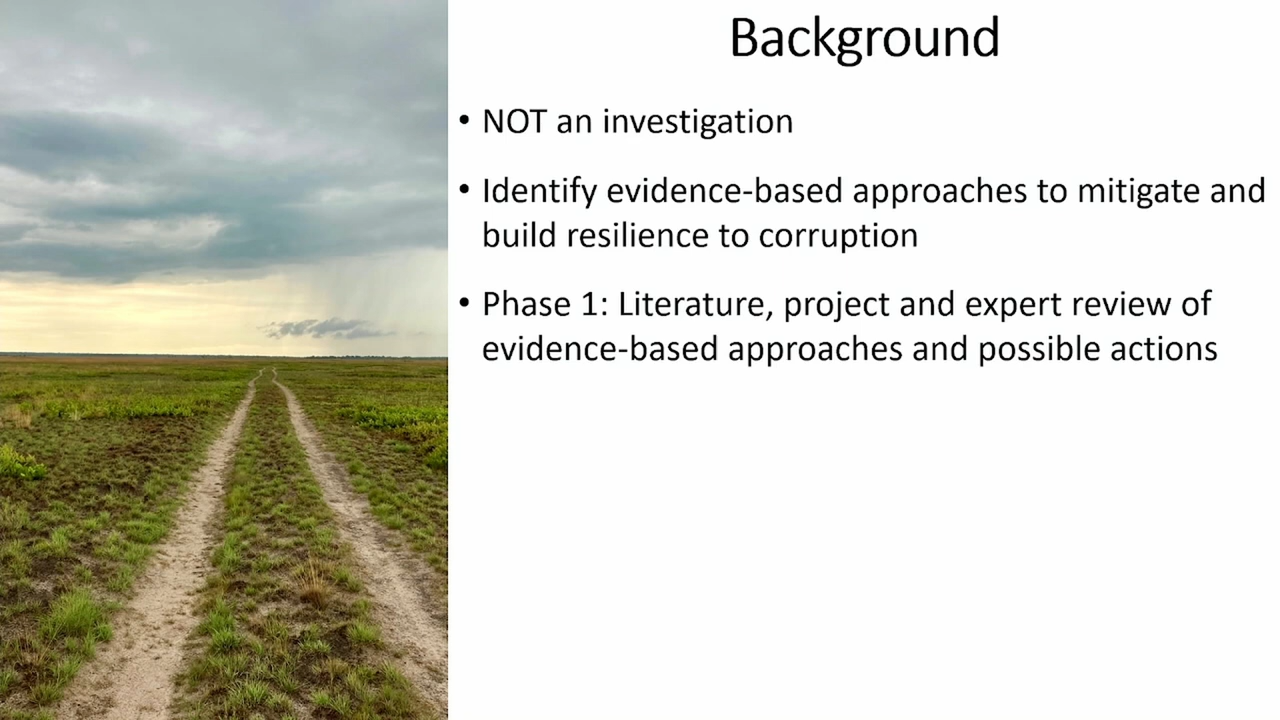 Background
• NOT an investigation
• Identify evidence-based approaches to mitigate and
build resilience to corruption
• Phase 1: Literature, project and expert review of
evidence-based approaches and possible actions